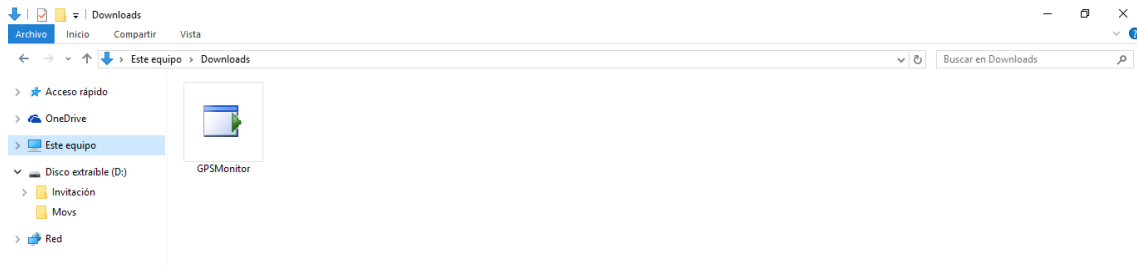 Downloads
Archivo Inicio Compartir Vista
Este equipo > Downloads
Buscar en Downloads
Acceso rápido
OneDrive
Este equipo
Disco extraíble (D:)
Invitación
Movs
Red
GPSMonitor